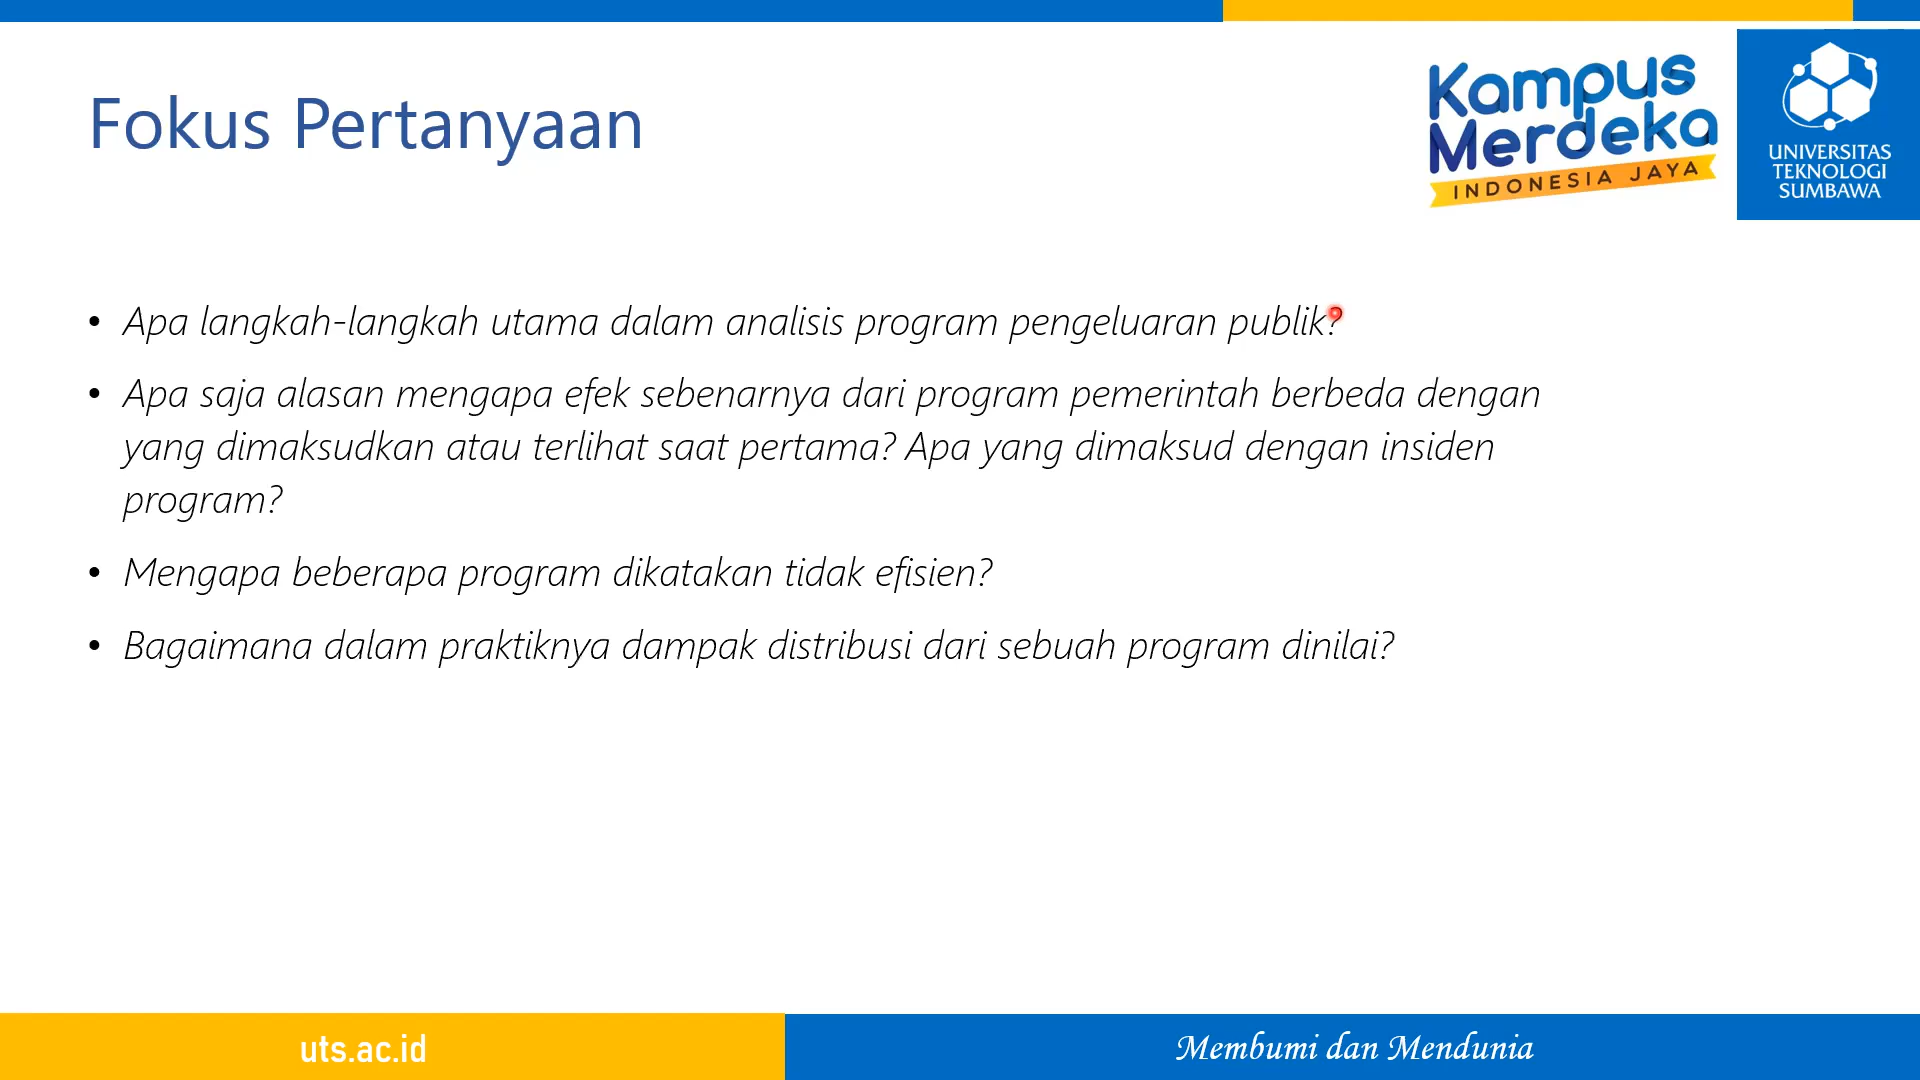 Fokus Pertanyaan
Kampus
Merdeka
INDONESIA JAYA
UNIVERSITAS
TEKNOLOGI
SUMBAWA
• Apa langkah-langkah utama dalam analisis program pengeluaran publik?
• Apa saja alasan mengapa efek sebenarnya dari program pemerintah berbeda dengan
yang dimaksudkan atau terlihat saat pertama? Apa yang dimaksud dengan insiden
program?
• Mengapa beberapa program dikatakan tidak efisien?
• Bagaimana dalam praktiknya dampak distribusi dari sebuah program dinilai?
uts.ac.id
Membumi dan Mendunia